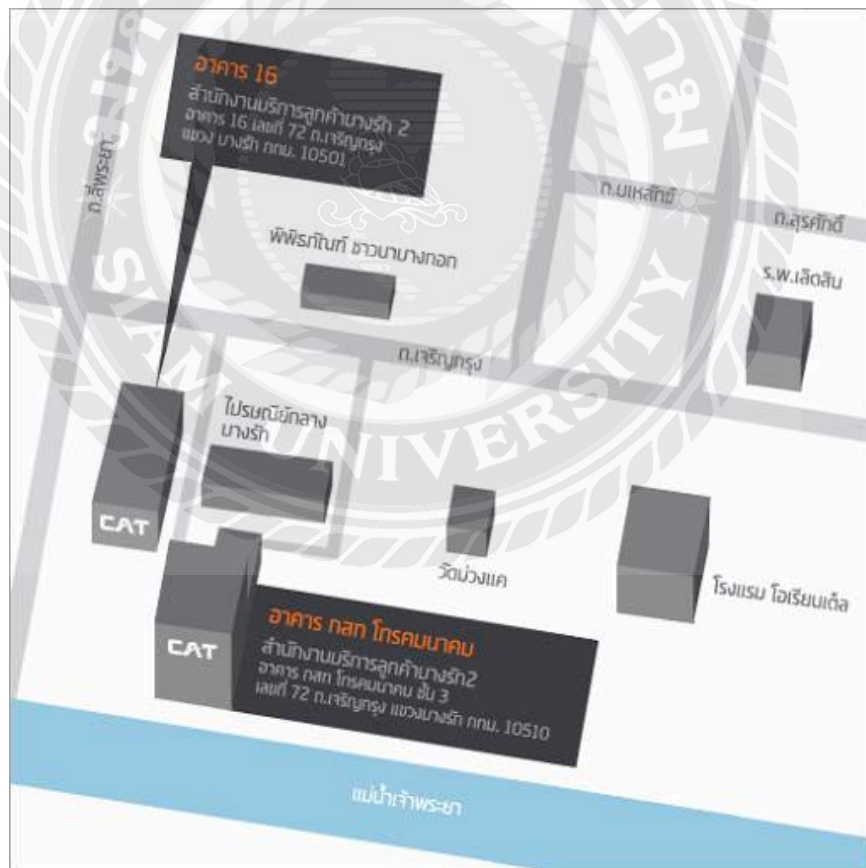 อาคาร 16
สำนักงานบริการลูกค้าบางรัก 2
อาคาร 16 เลขที่ 72 ถ.เจริญกรุง
แขวง บางรัก กทม. 10501
ถ.สี่พระยา
ถ.มเหสักข์
ถ.สุรศักดิ์
พิพิธภัณฑ์ ชาวบางกอก
ร.พ.เลิดสิน
ถ.เจริญกรุง
ไปรษณีย์กลาง
บางรัก
CAT
วัดม่วงแค
โรงแรม โอเรียนเต็ล
อาคาร กสท โทรคมนาคม
สำนักงานบริการลูกค้าบางรัก2
อาคาร กสท โทรคมนาคม ชั้น 3
เลขที่ 72 ถ.เจริญกรุง แขวงบางรัก กทม. 10510
CAT
แม่น้ำเจ้าพระยา
SIAM UNIVERSITY